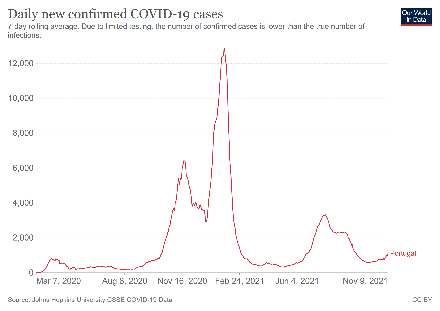 Daily new confirmed COVID-19 cases
7-day rolling average. Due to limited testing, the number of confirmed cases is lower than the true number of
infections.
Our World
in Data
12,000
10,000
8,000
6,000
4,000
2,000
0
Portugal
Mar 7, 2020 Aug 8, 2020 Nov 16, 2020 Feb 24, 2021 Jun 4, 2021 Nov 9, 2021
Source: Johns Hopkins University CSSE COVID-19 Data
CC BY